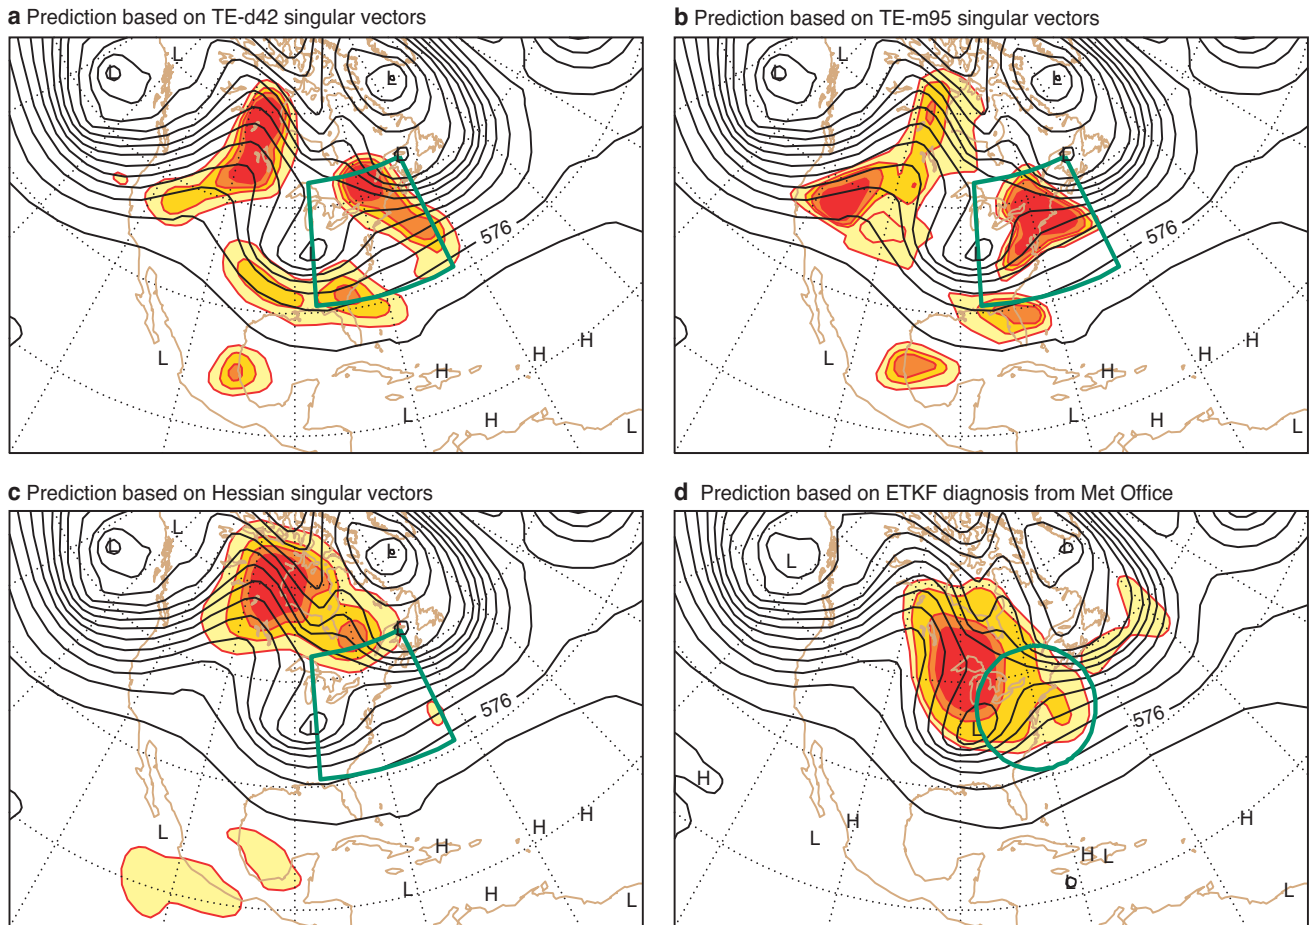 a Prediction based on TE-d42 singular vectors
b Prediction based on TE-m95 singular vectors
L
L
L
576
L
H
H
H
L
H
L
L
L
L
L
576
L
H
H
H
L
H
L
c Prediction based on Hessian singular vectors
d Prediction based on ETKF diagnosis from Met Office
L
L
L
L
576
L
H
H
H
L
H
L
L
L
576
H
L
H
H
H
L
L
L